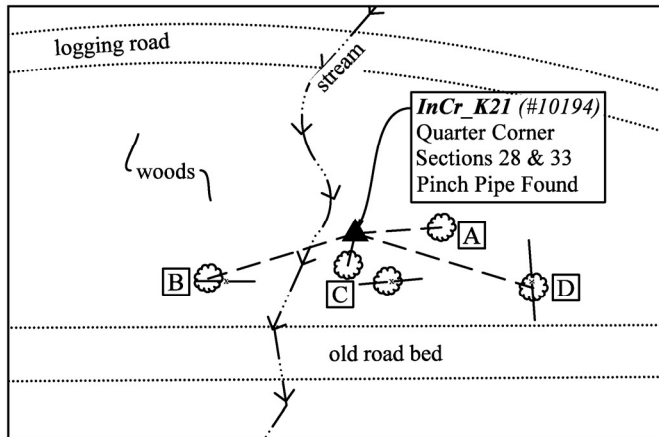 logging road
stream
InCr_K21 (#10194)
Quarter Corner
Sections 28 & 33
Pinch Pipe Found
woods
A
B
C
D
old road bed